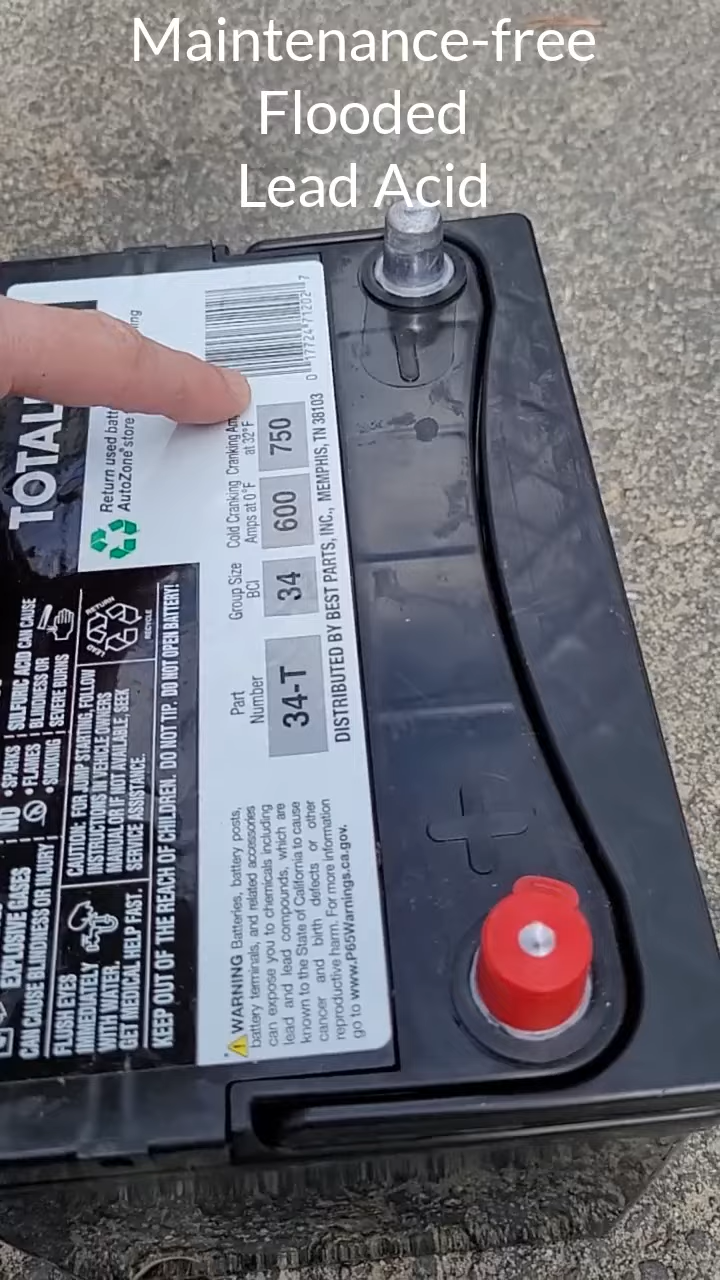 Maintenance-free
Flooded
Lead Acid
TOTAL
Return used batt
AutoZone store
ing
0 17724 71202 7
Part
Number
34-T
Group Size
BCI
34
Cold Cranking
Amps at 0°F
600
Cranking Am
at 32°F
750
DISTRIBUTED BY BEST PARTS, INC., MEMPHIS, TN 38103
NO
• SPARKS
• FLAMES
• SMOKING
SULFURIC ACID CAN CAUSE
BLINDNESS OR
SEVERE BURNS
EXPLOSIVE GASES
CAN CAUSE BLINDNESS OR INJURY
FLUSH EYES
IMMEDIATELY
WITH WATER.
GET MEDICAL HELP FAST.
CAUTION: FOR JUMP STARTING, FOLLOW
INSTRUCTIONS IN VEHICLE OWNERS
MANUAL OR IF NOT AVAILABLE, SEEK
SERVICE ASSISTANCE.
LEAD
RETURN
RECYCLE
KEEP OUT OF THE REACH OF CHILDREN. DO NOT TIP. DO NOT OPEN BATTERY!
WARNING Batteries, battery posts,
battery terminals, and related accessories
can expose you to chemicals including
lead and lead compounds, which are
known to the State of California to cause
cancer and birth defects or other
reproductive harm. For more information
go to www.P65Warnings.ca.gov.